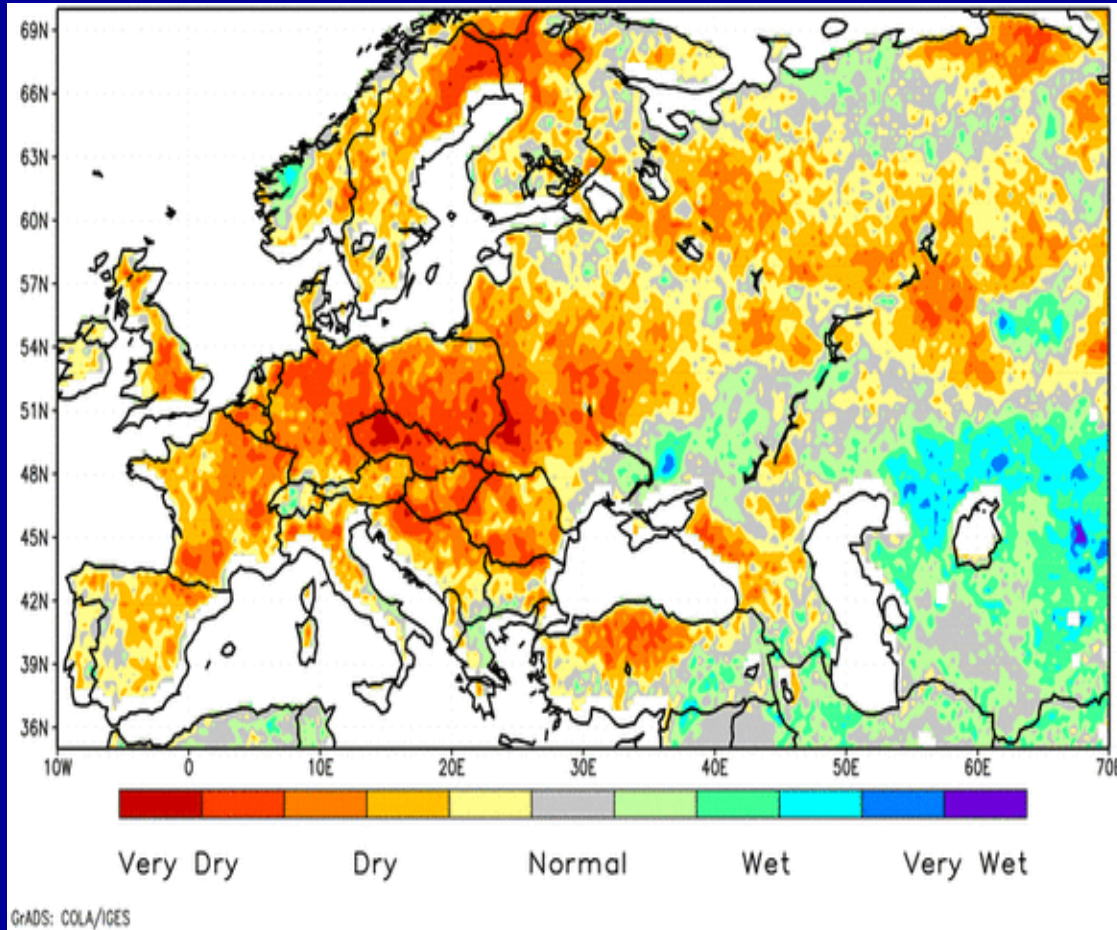 69N
66N
63N
60N
57N
54N
51N
48N
45N
42N
39N
36N
10W 0 10E 20E 30E 40E 50E 60E 70E
Very Dry Dry Normal Wet Very Wet
GrADS: COLA/IGES